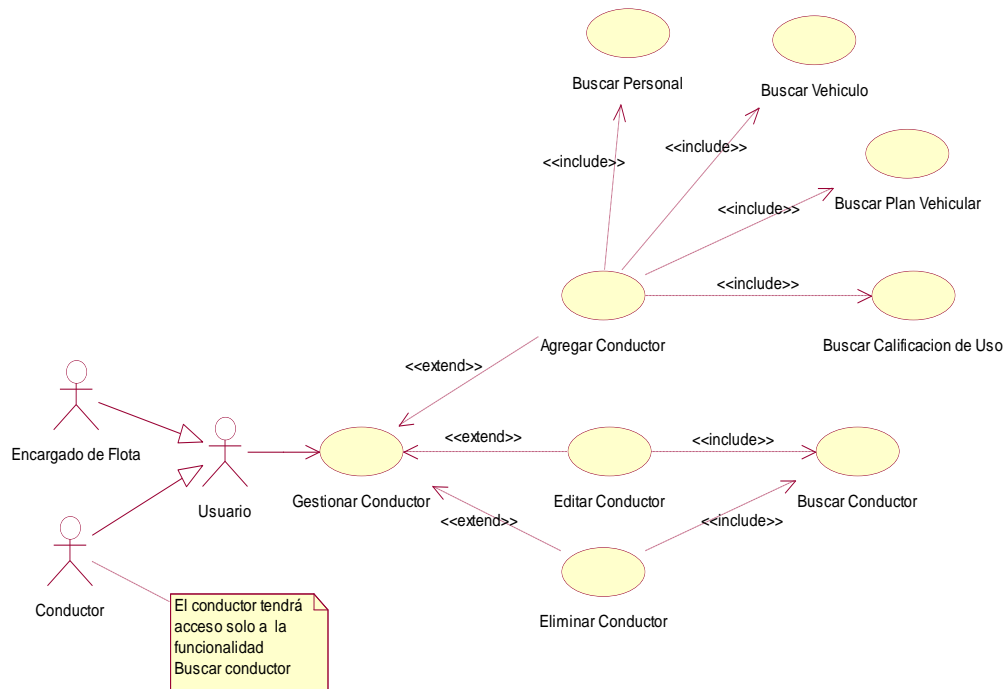 Buscar Personal
Buscar Vehiculo
<<include>>
<<include>>
Buscar Plan Vehicular
<<include>>
<<include>>
Agregar Conductor
Buscar Calificacion de Uso
<<extend>>
Encargado de Flota
<<extend>>
<<include>>
Usuario
Gestionar Conductor
Editar Conductor
Buscar Conductor
<<extend>>
<<include>>
Conductor
El conductor tendrá
acceso solo a la
funcionalidad
Buscar conductor
Eliminar Conductor